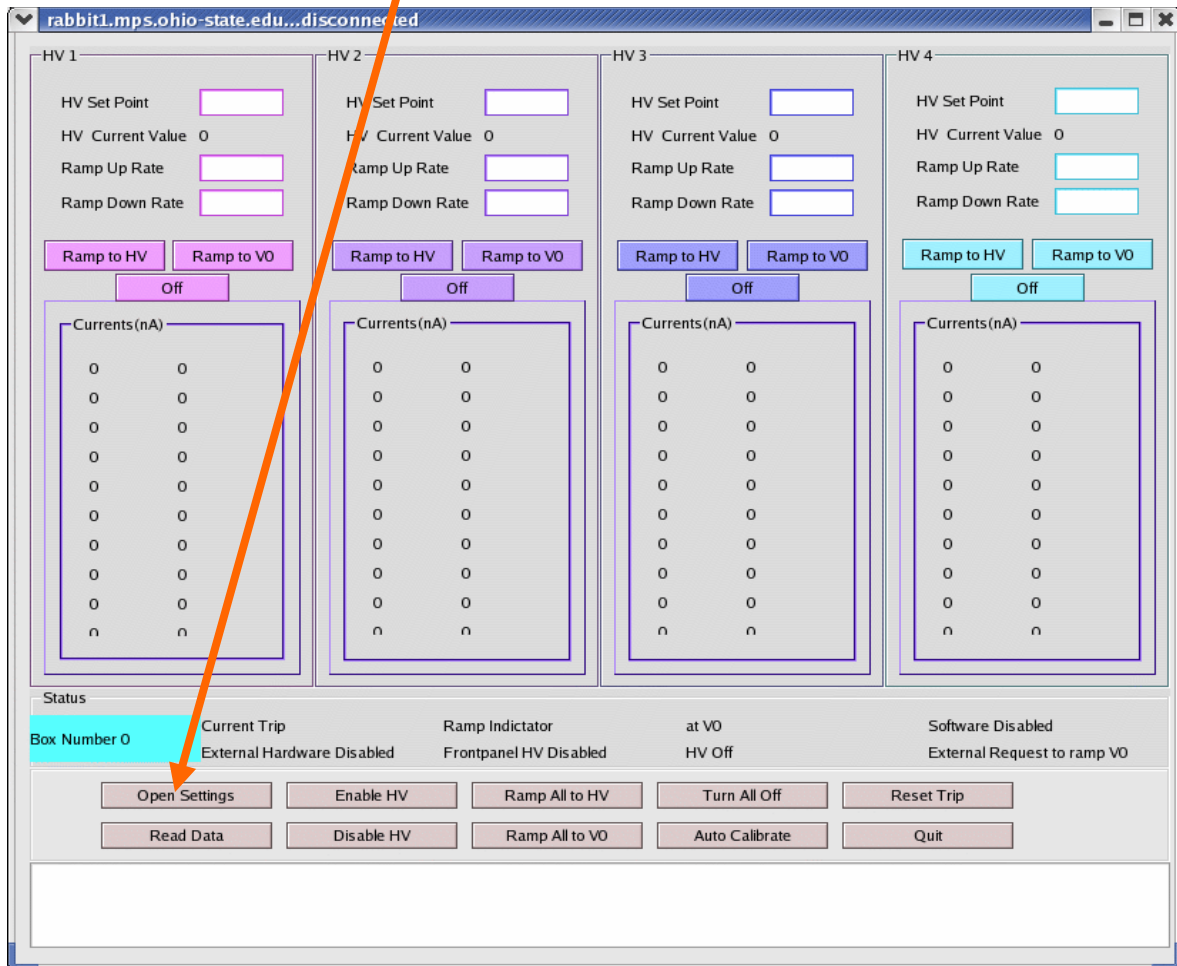 rabbit1.mps.ohio-state.edu...disconnected
HV 1
HV Set Point
HV Current Value 0
Ramp Up Rate
Ramp Down Rate
Ramp to HV Ramp to V0
Off
Currents(nA)
0 0
0 0
0 0
0 0
0 0
0 0
0 0
0 0
0 0
0 0
HV 2
HV Set Point
HV Current Value 0
Ramp Up Rate
Ramp Down Rate
Ramp to HV Ramp to V0
Off
Currents(nA)
0 0
0 0
0 0
0 0
0 0
0 0
0 0
0 0
0 0
0 0
HV 3
HV Set Point
HV Current Value 0
Ramp Up Rate
Ramp Down Rate
Ramp to HV Ramp to V0
Off
Currents(nA)
0 0
0 0
0 0
0 0
0 0
0 0
0 0
0 0
0 0
0 0
HV 4
HV Set Point
HV Current Value 0
Ramp Up Rate
Ramp Down Rate
Ramp to HV Ramp to V0
Off
Currents(nA)
0 0
0 0
0 0
0 0
0 0
0 0
0 0
0 0
0 0
0 0
Status
Box Number 0
Current Trip Ramp Indictator at V0 Software Disabled
External Hardware Disabled Frontpanel HV Disabled HV Off External Request to ramp V0
Open Settings Enable HV Ramp All to HV Turn All Off Reset Trip
Read Data Disable HV Ramp All to V0 Auto Calibrate Quit